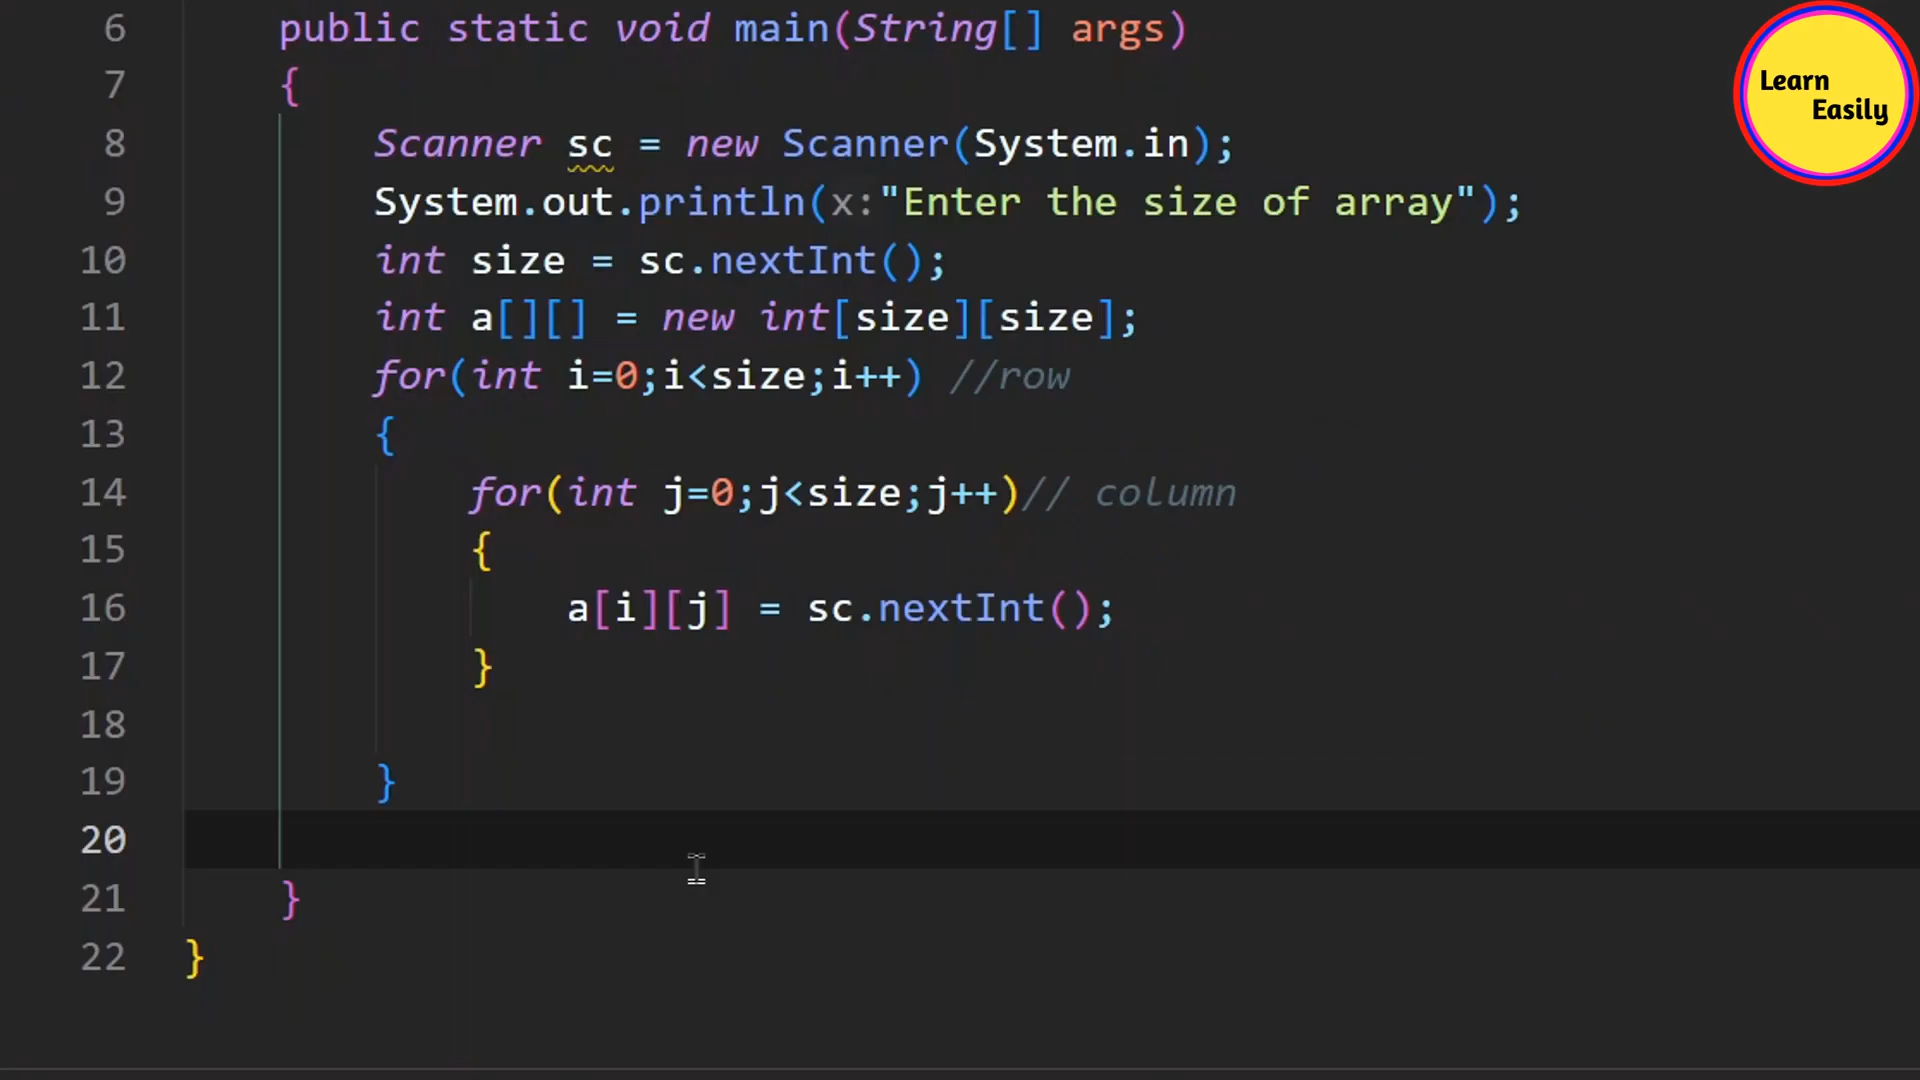 6 public static void main(String[] args)
7 {
8 Scanner sc = new Scanner(System.in);
9 System.out.println(x:"Enter the size of array");
10 int size = sc.nextInt();
11 int a[][] = new int[size][size];
12 for(int i=0;i<size;i++) //row
13 {
14 for(int j=0;j<size;j++)// column
15 {
16 a[i][j] = sc.nextInt();
17 }
18
19 }
20
21 }
22 }
Learn
Easily